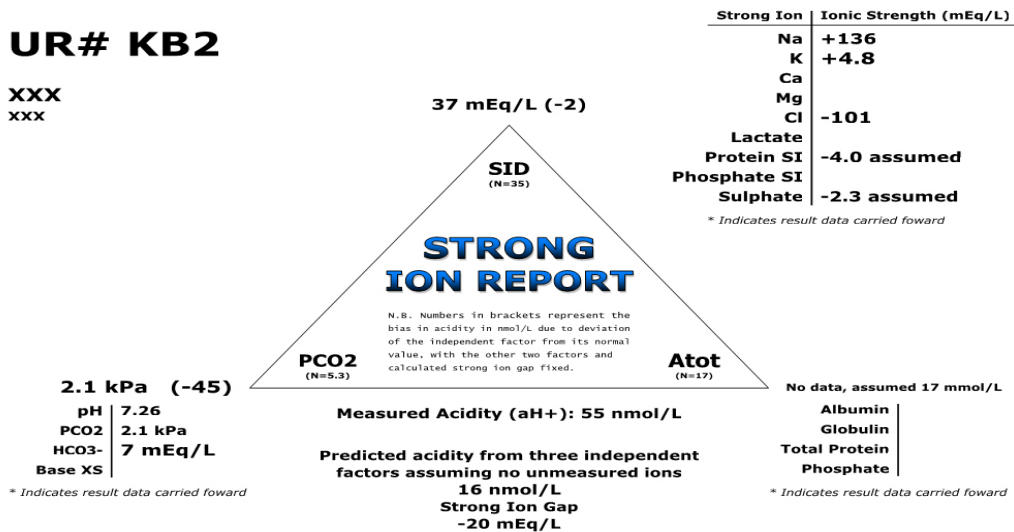 UR# KB2
xxx
xxx
Strong Ion Ionic Strength (mEq/L)
Na +136
K +4.8
Ca
Mg
Cl -101
Lactate
Protein SI -4.0 assumed
Phosphate SI
Sulphate -2.3 assumed
* Indicates result data carried foward
37 mEq/L (-2)
SID
(N=35)
STRONG
ION REPORT
N.B. Numbers in brackets represent the
bias in acidity in nmol/L due to deviation
of the independent factor from its normal
value, with the other two factors and
calculated strong ion gap fixed.
PCO2
(N=5.3)
Atot
(N=17)
2.1 kPa (-45)
pH 7.26
PCO2 2.1 kPa
HCO3- 7 mEq/L
Base XS
* Indicates result data carried foward
Measured Acidity (aH+): 55 nmol/L
Predicted acidity from three independent
factors assuming no unmeasured ions
16 nmol/L
Strong Ion Gap
-20 mEq/L
No data, assumed 17 mmol/L
Albumin
Globulin
Total Protein
Phosphate
* Indicates result data carried foward